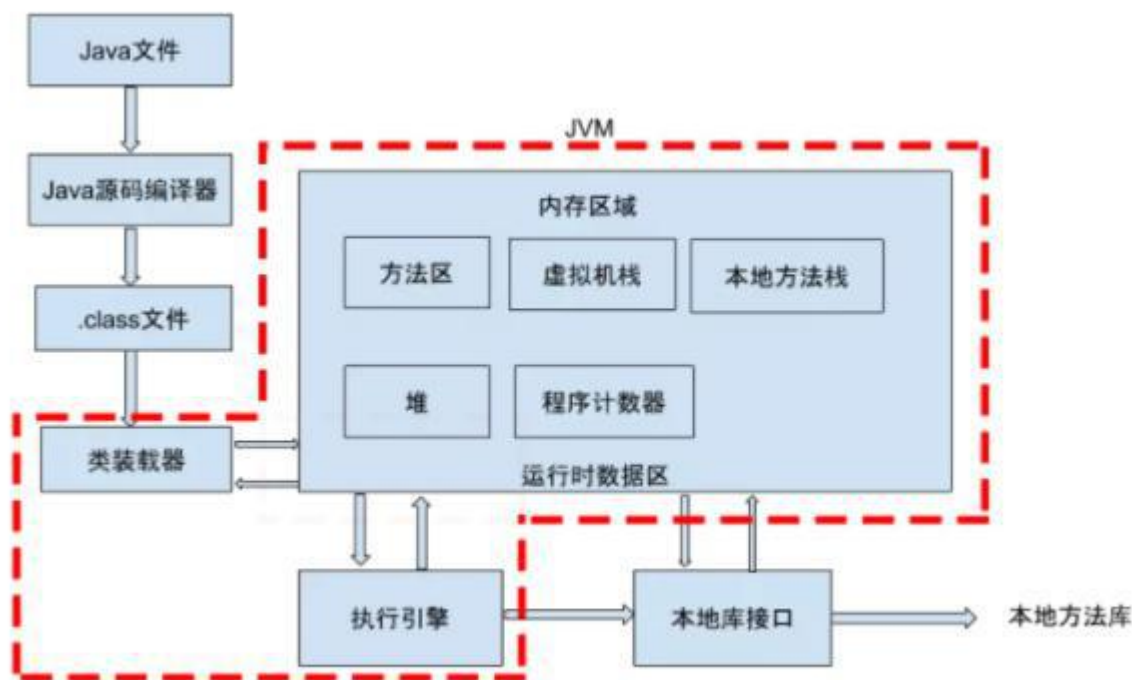 Java文件
JVM
Java源码编译器
内存区域
方法区
虚拟机栈
本地方法栈
.class文件
堆
程序计数器
类装载器
运行时数据区
执行引擎
本地库接口
本地方法库